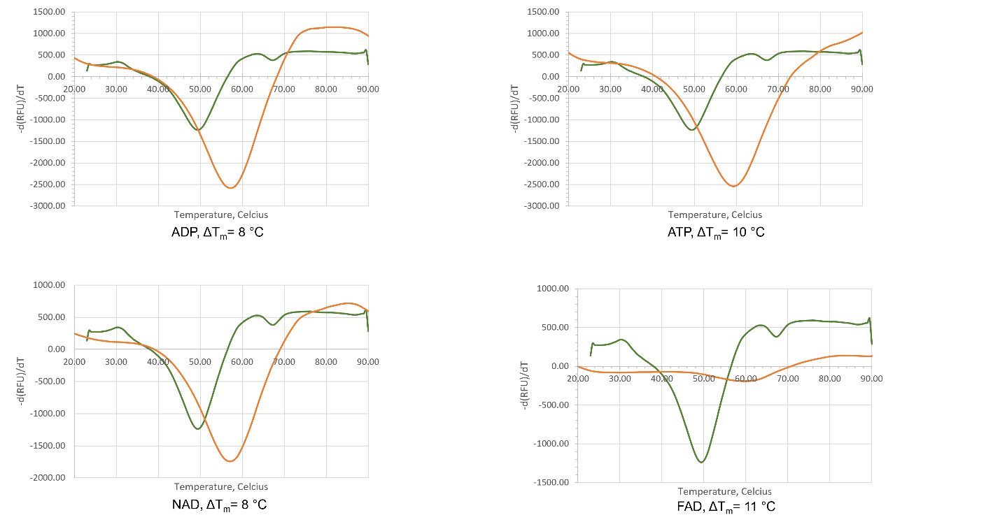 1500.00
1000.00
500.00
0.00
-500.00
-1000.00
-1500.00
-2000.00
-2500.00
-3000.00
20.00 30.00 40.00 50.00 60.00 70.00 80.00 90.00
-d(RFU)/dT
Temperature, Celcius
ADP, ΔTm= 8 °C
1500.00
1000.00
500.00
0.00
-500.00
-1000.00
-1500.00
-2000.00
-2500.00
-3000.00
20.00 30.00 40.00 50.00 60.00 70.00 80.00 90.00
-d(RFU)/dT
Temperature, Celcius
ATP, ΔTm= 10 °C
1000.00
500.00
0.00
-500.00
-1000.00
-1500.00
-2000.00
20.00 30.00 40.00 50.00 60.00 70.00 80.00 90.00
-d(RFU)/dT
Temperature, Celcius
NAD, ΔTm= 8 °C
1000.00
500.00
0.00
-500.00
-1000.00
-1500.00
20.00 30.00 40.00 50.00 60.00 70.00 80.00 90.00
-d(RFU)/dT
Temperature, Celcius
FAD, ΔTm= 11 °C